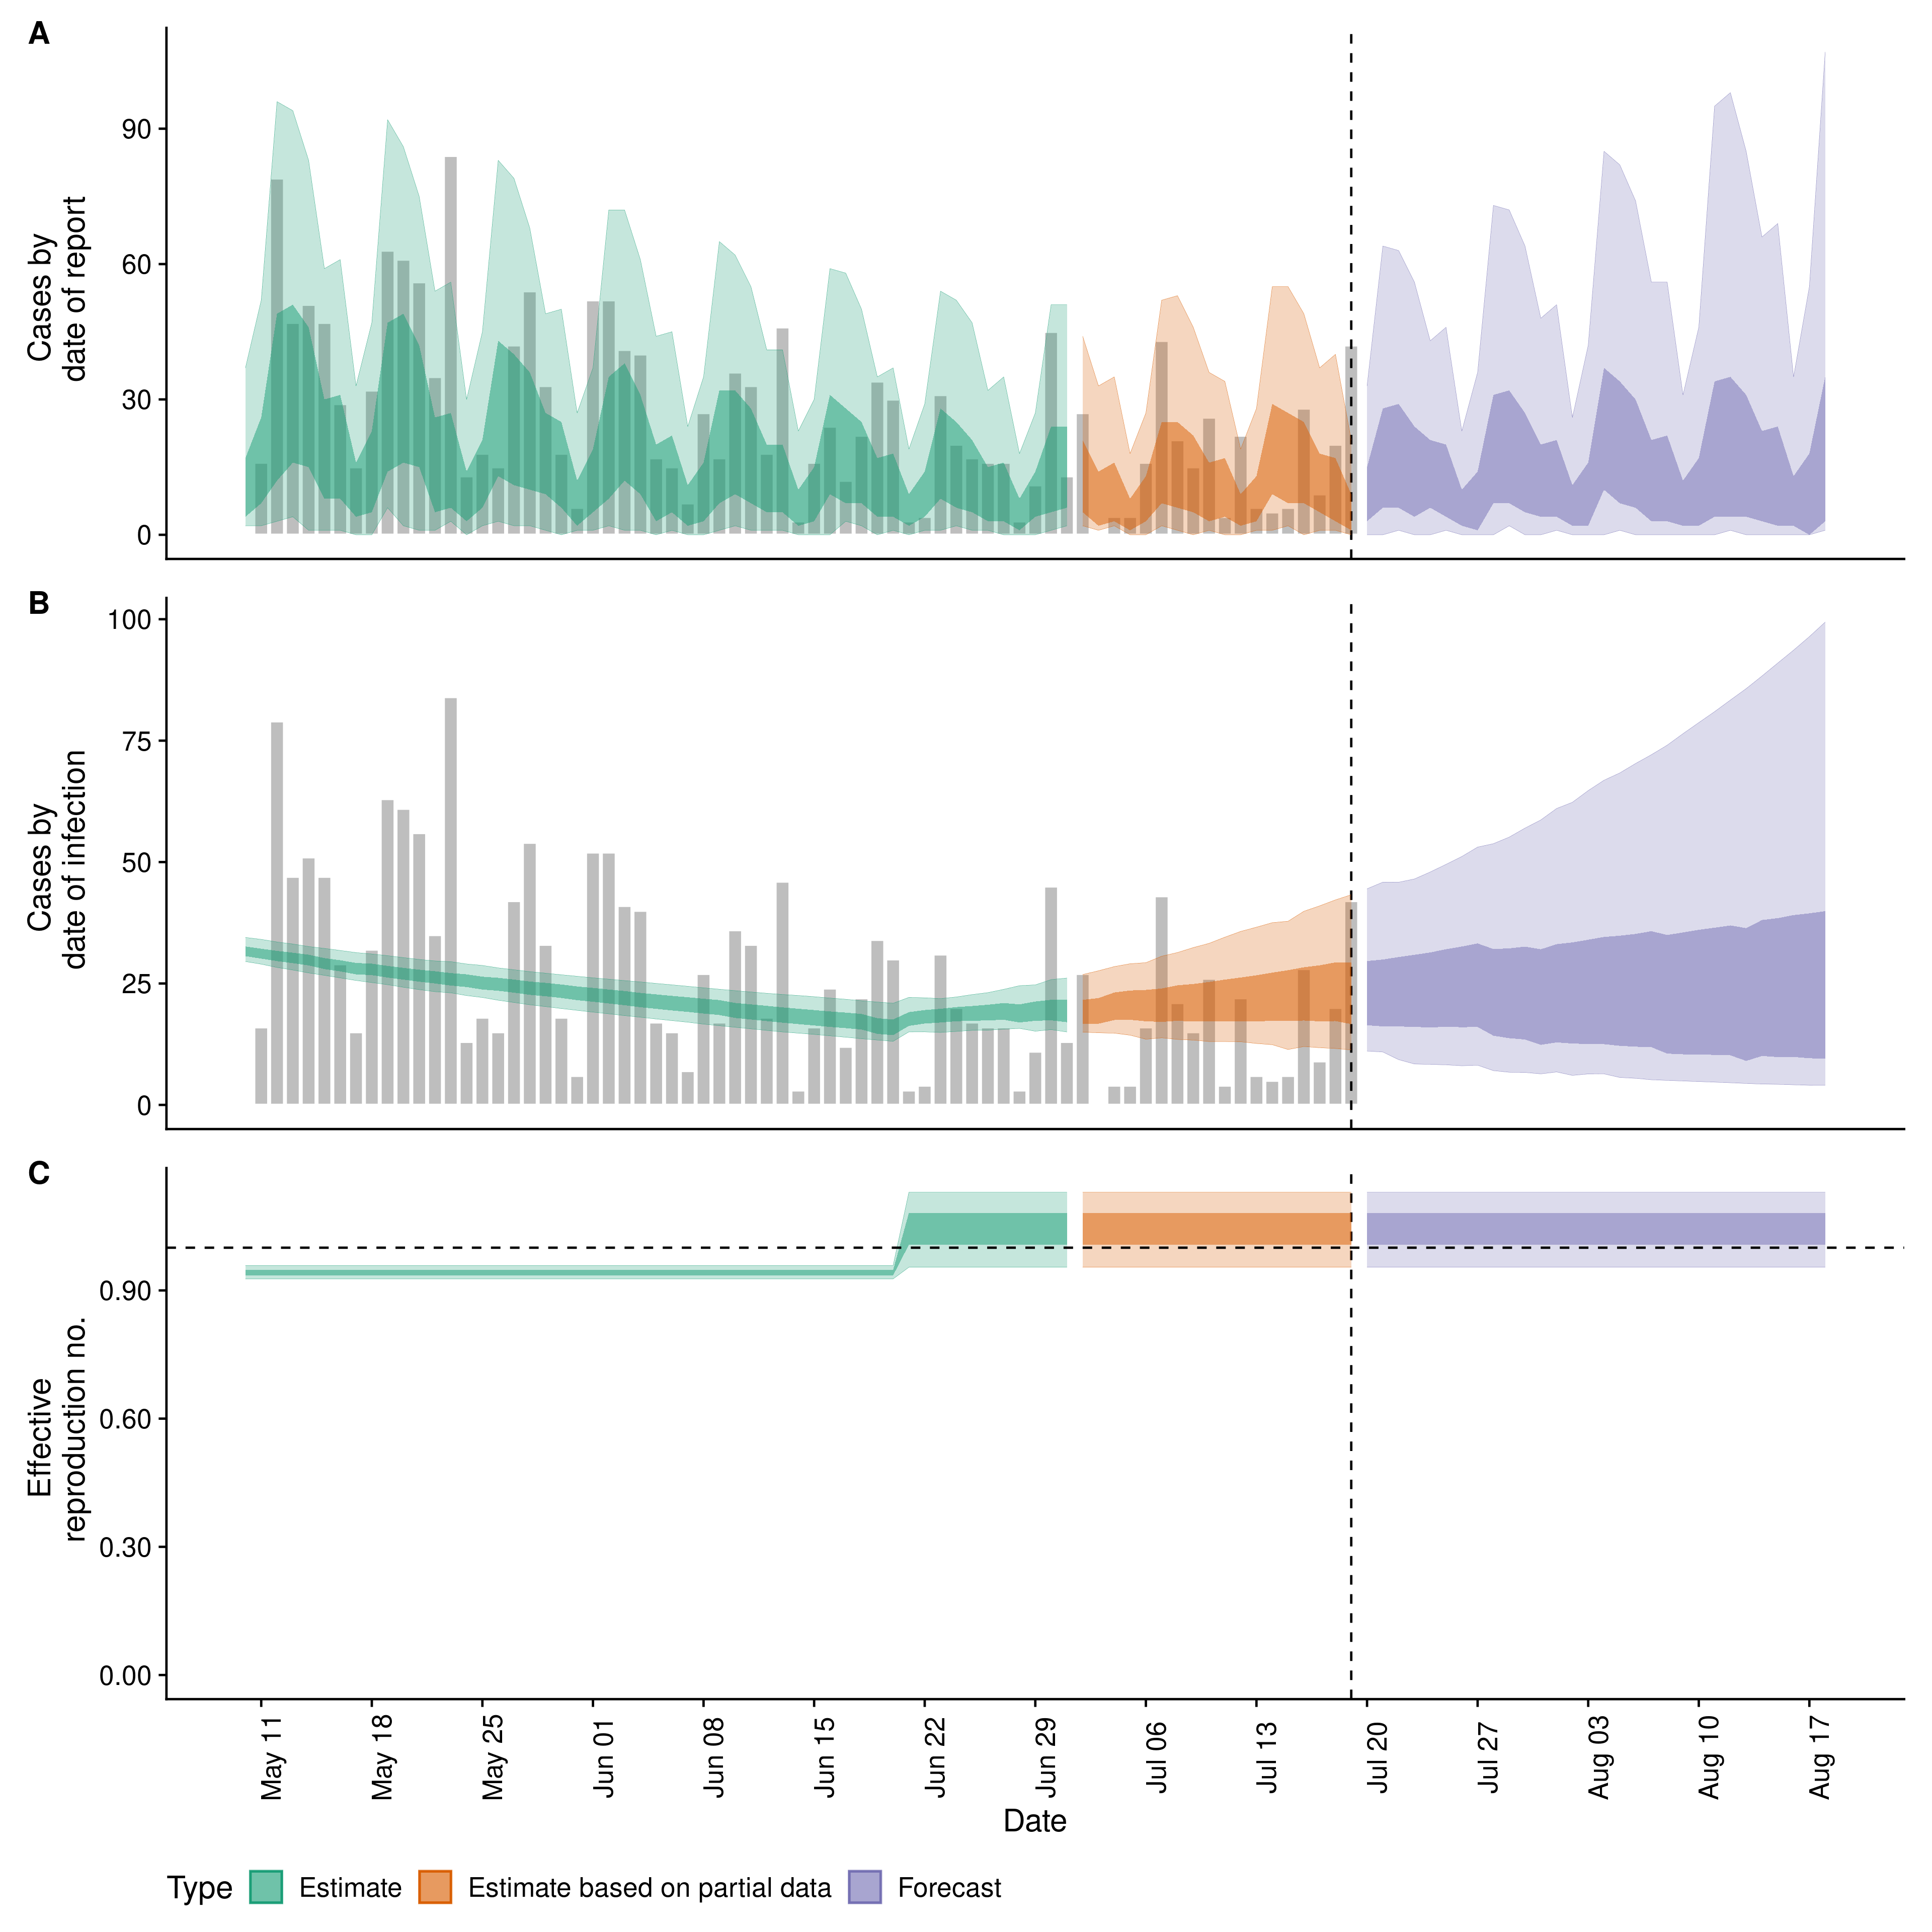 A
Cases by
date of report
90
60
30
0
B
Cases by
date of infection
100
75
50
25
0
C
Effective
reproduction no.
0.90
0.60
0.30
0.00
May 11
May 18
May 25
Jun 01
Jun 08
Jun 15
Jun 22
Jun 29
Jul 06
Jul 13
Jul 20
Jul 27
Aug 03
Aug 10
Aug 17
Date
Type Estimate Estimate based on partial data Forecast